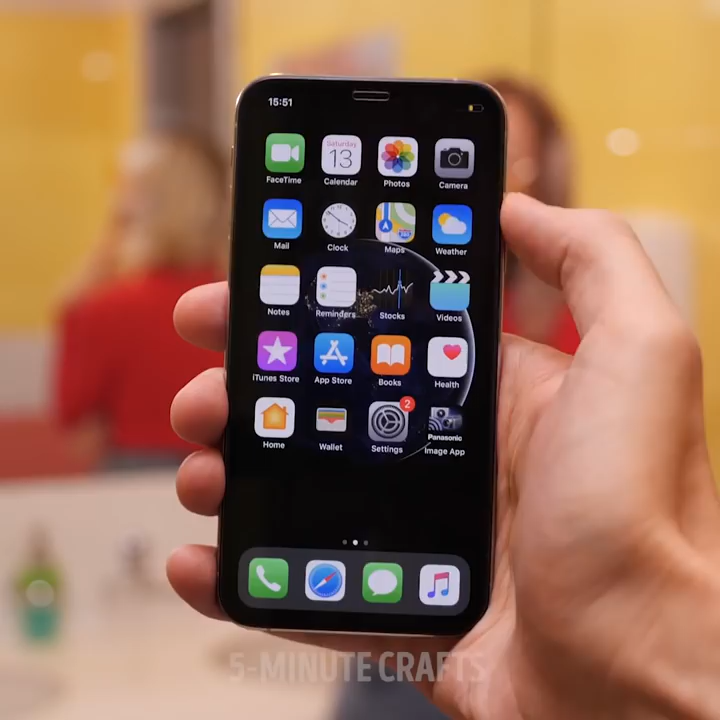 15:51
FaceTime
Saturday
13
Calendar
Photos
Camera
Mail
Clock
Maps
Weather
Notes
Reminders
Stocks
Videos
iTunes Store
App Store
Books
Health
Home
Wallet
2
Settings
Panasonic
Image App
5-MINUTE CRAFTS